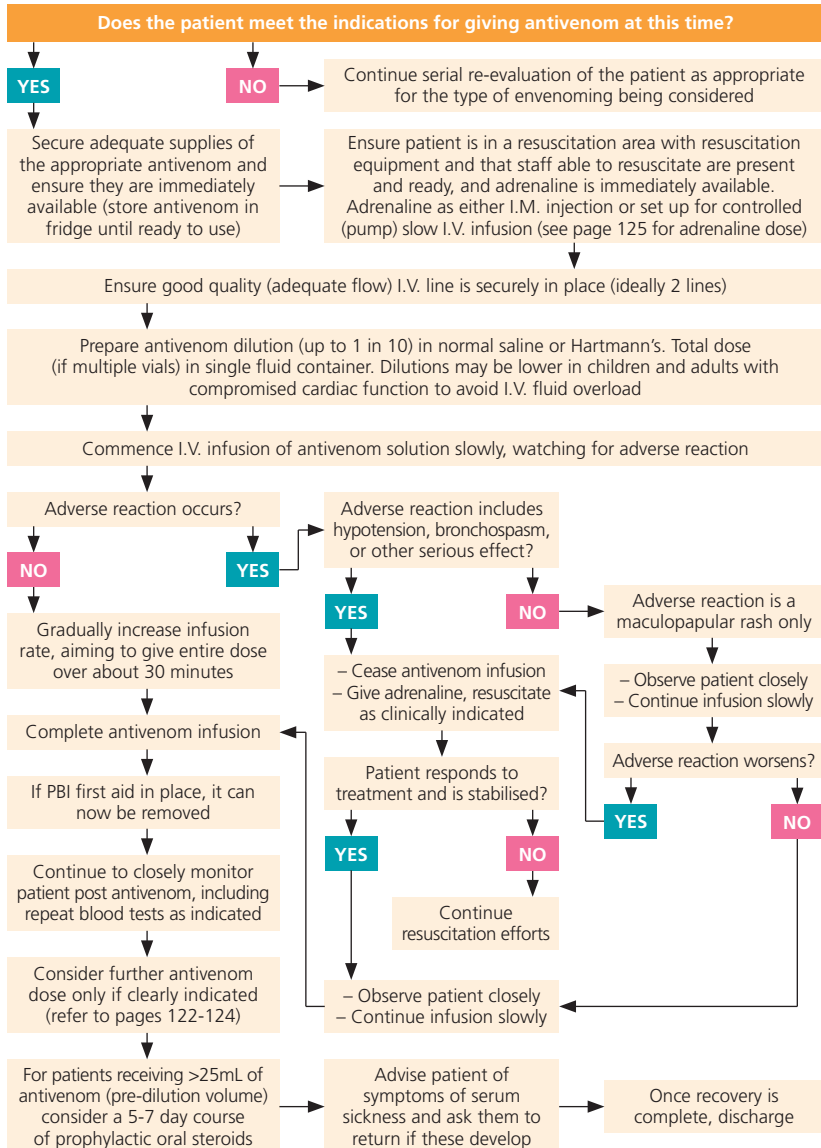 Does the patient meet the indications for giving antivenom at this time?
YES
NO
Continue serial re-evaluation of the patient as appropriate
for the type of envenoming being considered
Secure adequate supplies of
the appropriate antivenom and
ensure they are immediately
available (store antivenom in
fridge until ready to use)
Ensure patient is in a resuscitation area with resuscitation
equipment and that staff able to resuscitate are present
and ready, and adrenaline is immediately available.
Adrenaline as either I.M. injection or set up for controlled
(pump) slow I.V. infusion (see page 125 for adrenaline dose)
Ensure good quality (adequate flow) I.V. line is securely in place (ideally 2 lines)
Prepare antivenom dilution (up to 1 in 10) in normal saline or Hartmann's. Total dose
(if multiple vials) in single fluid container. Dilutions may be lower in children and adults with
compromised cardiac function to avoid I.V. fluid overload
Commence I.V. infusion of antivenom solution slowly, watching for adverse reaction
Adverse reaction occurs?
NO
YES
Adverse reaction includes
hypotension, bronchospasm,
or other serious effect?
YES
NO
Adverse reaction is a
maculopapular rash only
Gradually increase infusion
rate, aiming to give entire dose
over about 30 minutes
– Cease antivenom infusion
– Give adrenaline, resuscitate
as clinically indicated
– Observe patient closely
– Continue infusion slowly
Complete antivenom infusion
Adverse reaction worsens?
YES
NO
Patient responds to
treatment and is stabilised?
YES
NO
If PBI first aid in place, it can
now be removed
Continue to closely monitor
patient post antivenom, including
repeat blood tests as indicated
Continue
resuscitation efforts
Consider further antivenom
dose only if clearly indicated
(refer to pages 122-124)
– Observe patient closely
– Continue infusion slowly
For patients receiving >25mL of
antivenom (pre-dilution volume)
consider a 5-7 day course
of prophylactic oral steroids
Advise patient of
symptoms of serum
sickness and ask them to
return if these develop
Once recovery is
complete, discharge